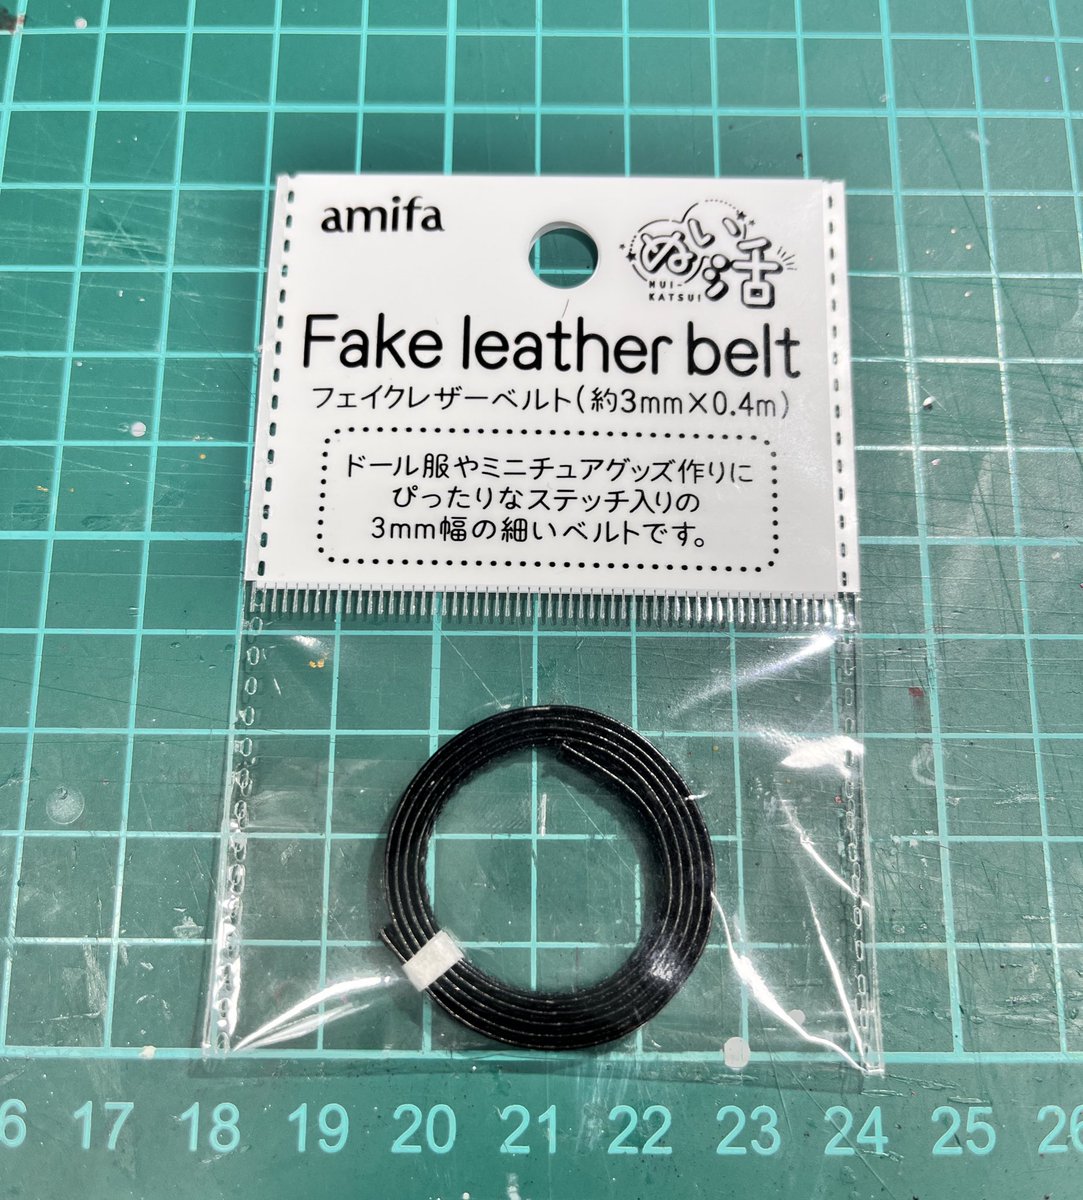 amifa
ぬい活
NUI-
KATSU!
Fake leather belt
フェイクレザーベルト(約3mm×0.4m)
ドール服やミニチュアグッズ作りに
ぴったりなステッチ入りの
3mm幅の細いベルトです。
6 17 18 19 20 21 22 23 24 25 26